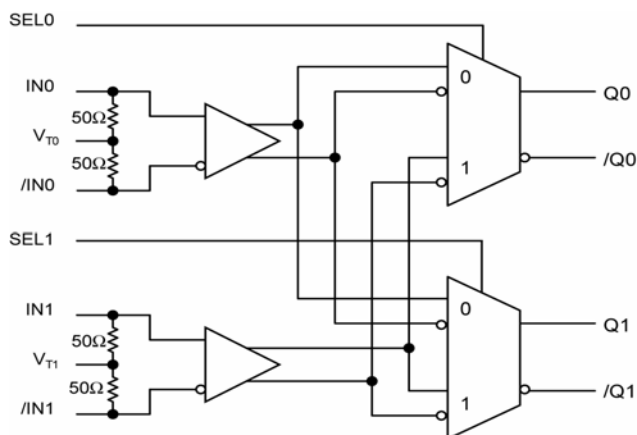 SEL0
IN0
50Ω
VT0
50Ω
/IN0
0
1
Q0
/Q0
SEL1
IN1
50Ω
VT1
50Ω
/IN1
0
1
Q1
/Q1